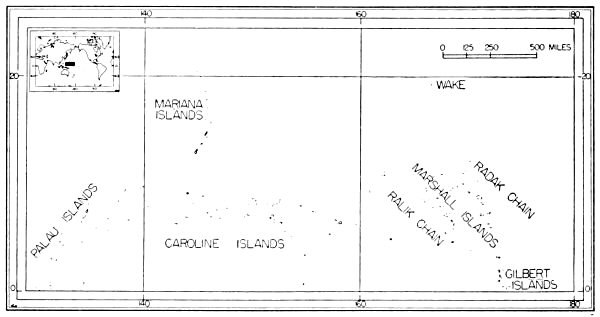 140
160
180
0 125 250 500 MILES
20
20
WAKE
MARIANA
ISLANDS
RADAK CHAIN
MARSHALL ISLANDS
RALIK CHAIN
PALAU ISLANDS
CAROLINE ISLANDS
GILBERT
ISLANDS
0
0
140
160
180